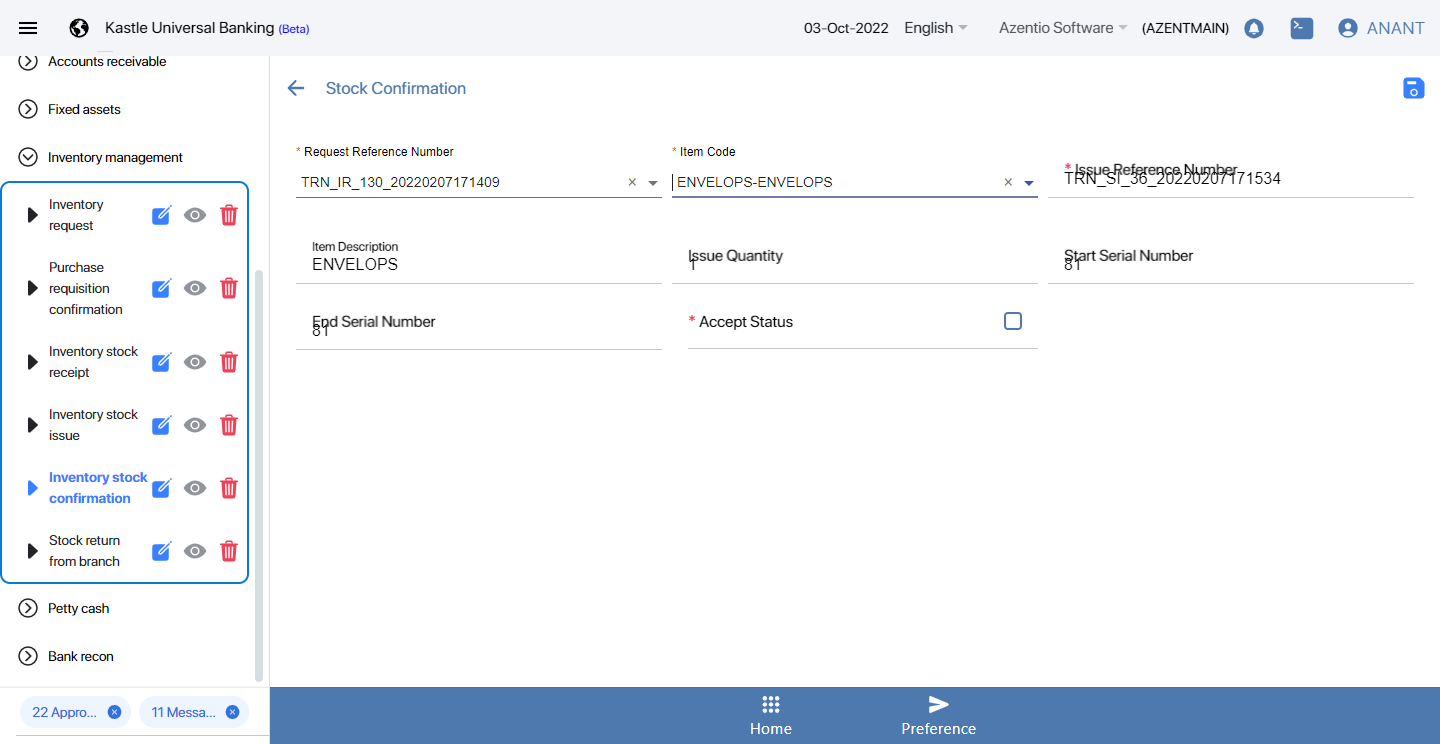 Kastle Universal Banking (Beta)
03-Oct-2022
English
Azentio Software
(AZENTMAIN)
ANANT
Accounts receivable
Fixed assets
Inventory management
Inventory
request
Purchase
requisition
confirmation
Inventory stock
receipt
Inventory stock
issue
Inventory stock
confirmation
Stock return
from branch
Petty cash
Bank recon
22 Appro...
11 Messa...
Stock Confirmation
* Request Reference Number
TRN_IR_130_20220207171409
* Item Code
ENVELOPS-ENVELOPS
* Issue Reference Number
TRN_SI_36_20220207171534
Item Description
ENVELOPS
Issue Quantity
1
Start Serial Number
81
End Serial Number
81
* Accept Status
Home
Preference